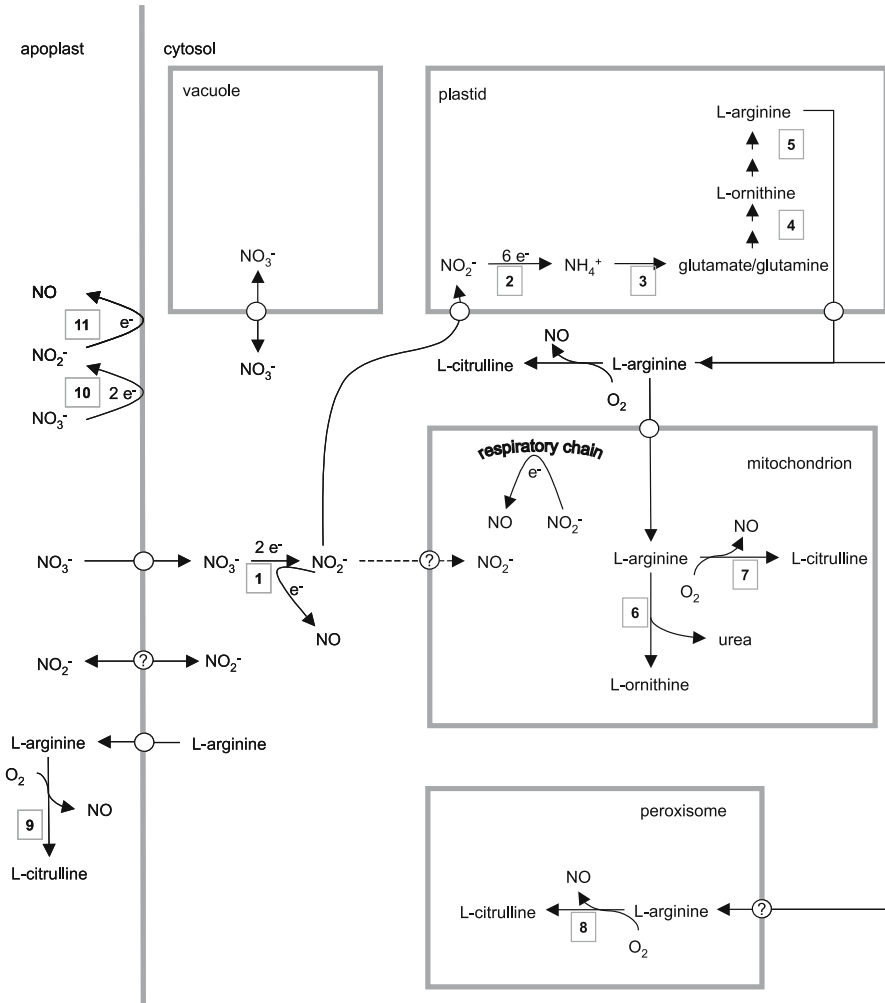 apoplast
cytosol
vacuole
NO3-
NO3-
plastid
L-arginine
5
L-ornithine
4
NO2-
6 e-
2
NH4+
3
glutamate/glutamine
NO
11
e-
NO2-
10
2 e-
NO3-
L-citrulline
NO
L-arginine
O2
mitochondrion
respiratory chain
e-
NO
NO2-
NO3-
NO3-
2 e-
1
NO2-
e-
NO
?
NO2-
L-arginine
O2
NO
7
L-citrulline
6
urea
L-ornithine
NO2-
?
NO2-
L-arginine
L-arginine
O2
NO
9
L-citrulline
peroxisome
L-citrulline
NO
8
L-arginine
O2
?